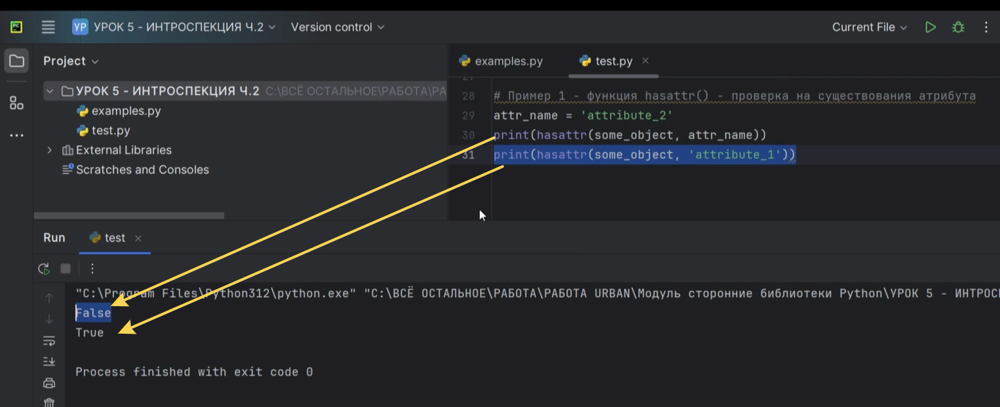 УР УРОК 5 - ИНТРОСПЕКЦИЯ Ч.2 Version control Current File
Project
examples.py test.py
УРОК 5 - ИНТРОСПЕКЦИЯ Ч.2 C:\ВСЁ ОСТАЛЬНОЕ\РАБОТА\РА
examples.py
test.py
External Libraries
Scratches and Consoles
27
28 # Пример 1 - функция hasattr() - проверка на существования атрибута
29 attr_name = 'attribute_2'
30 print(hasattr(some_object, attr_name))
31 print(hasattr(some_object, 'attribute_1'))
Run test
"C:\Program Files\Python312\python.exe" "C:\ВСЁ ОСТАЛЬНОЕ\РАБОТА\РАБОТА URBAN\Модуль сторонние библиотеки Python\УРОК 5 - ИНТРОС
False
True
Process finished with exit code 0